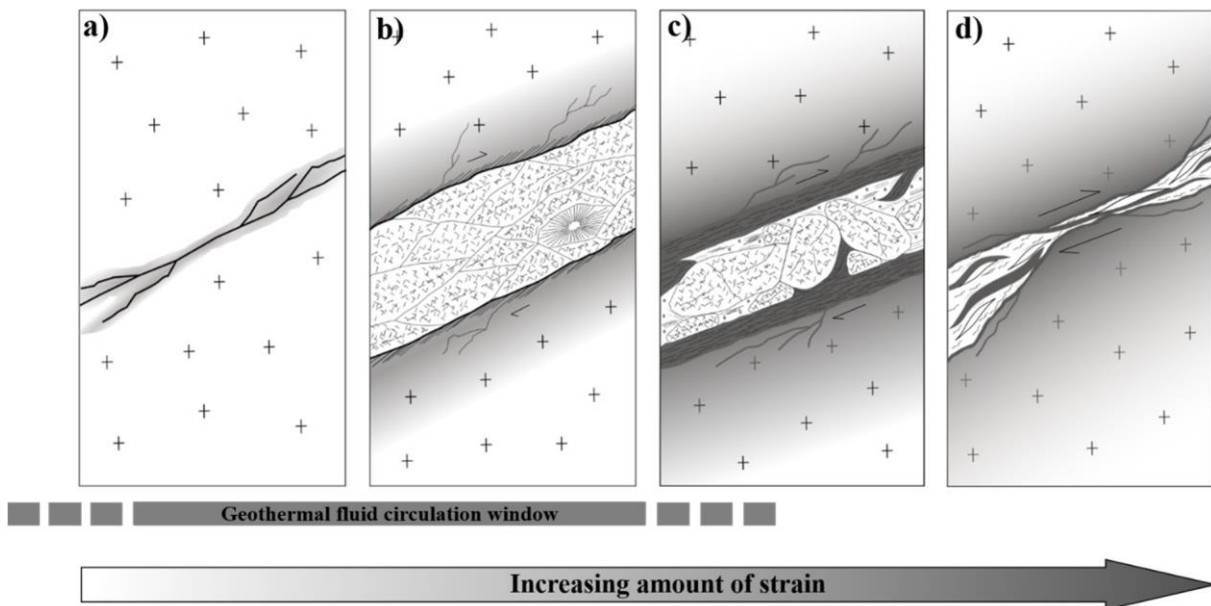 a)
b)
c)
d)
Geothermal fluid circulation window
Increasing amount of strain